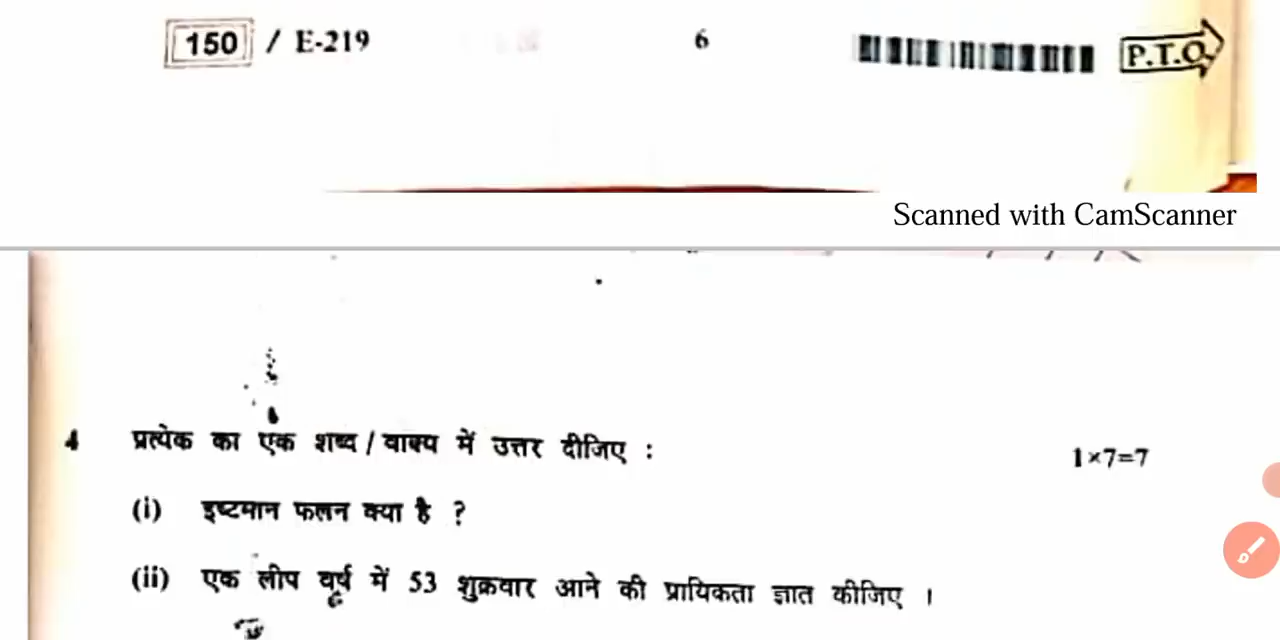 150 / E-219 6 P.T.O.
Scanned with CamScanner
4 प्रत्येक का एक शब्द / वाक्य में उत्तर दीजिए : 1×7=7
(i) इष्टमान फलन क्या है ?
(ii) एक लीप वर्ष में 53 शुक्रवार आने की प्रायिकता ज्ञात कीजिए ।